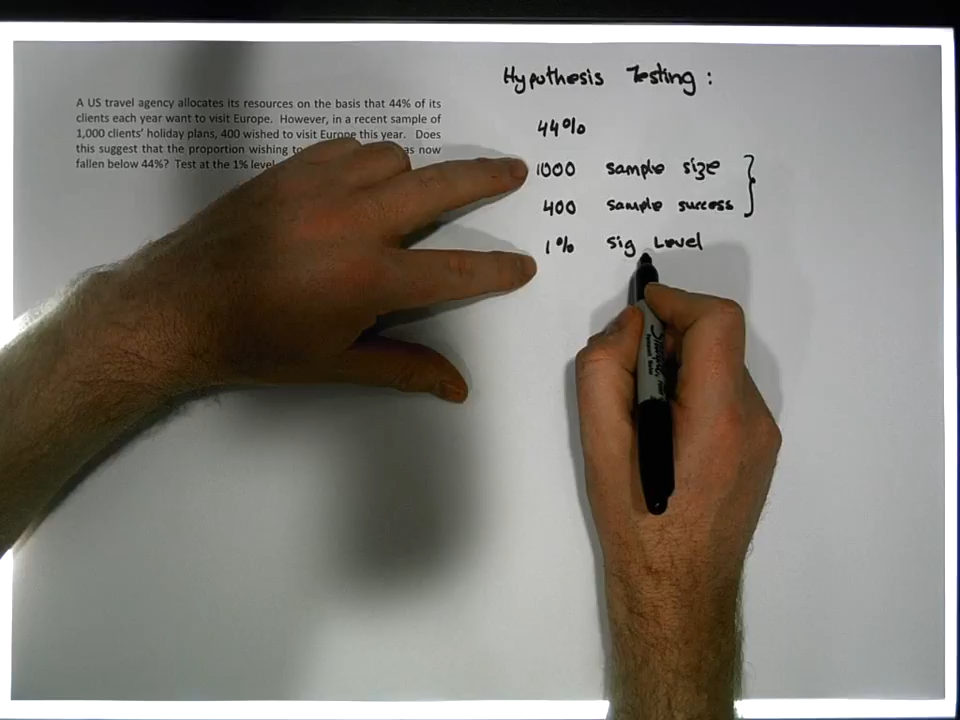 Hypothesis Testing :
A US travel agency allocates its resources on the basis that 44% of its
clients each year want to visit Europe. However, in a recent sample of
1,000 clients' holiday plans, 400 wished to visit Europe this year. Does
this suggest that the proportion wishing to as now
fallen below 44%? Test at the 1% leve
44%
1000 sample size
400 sample success
1% Sig Level